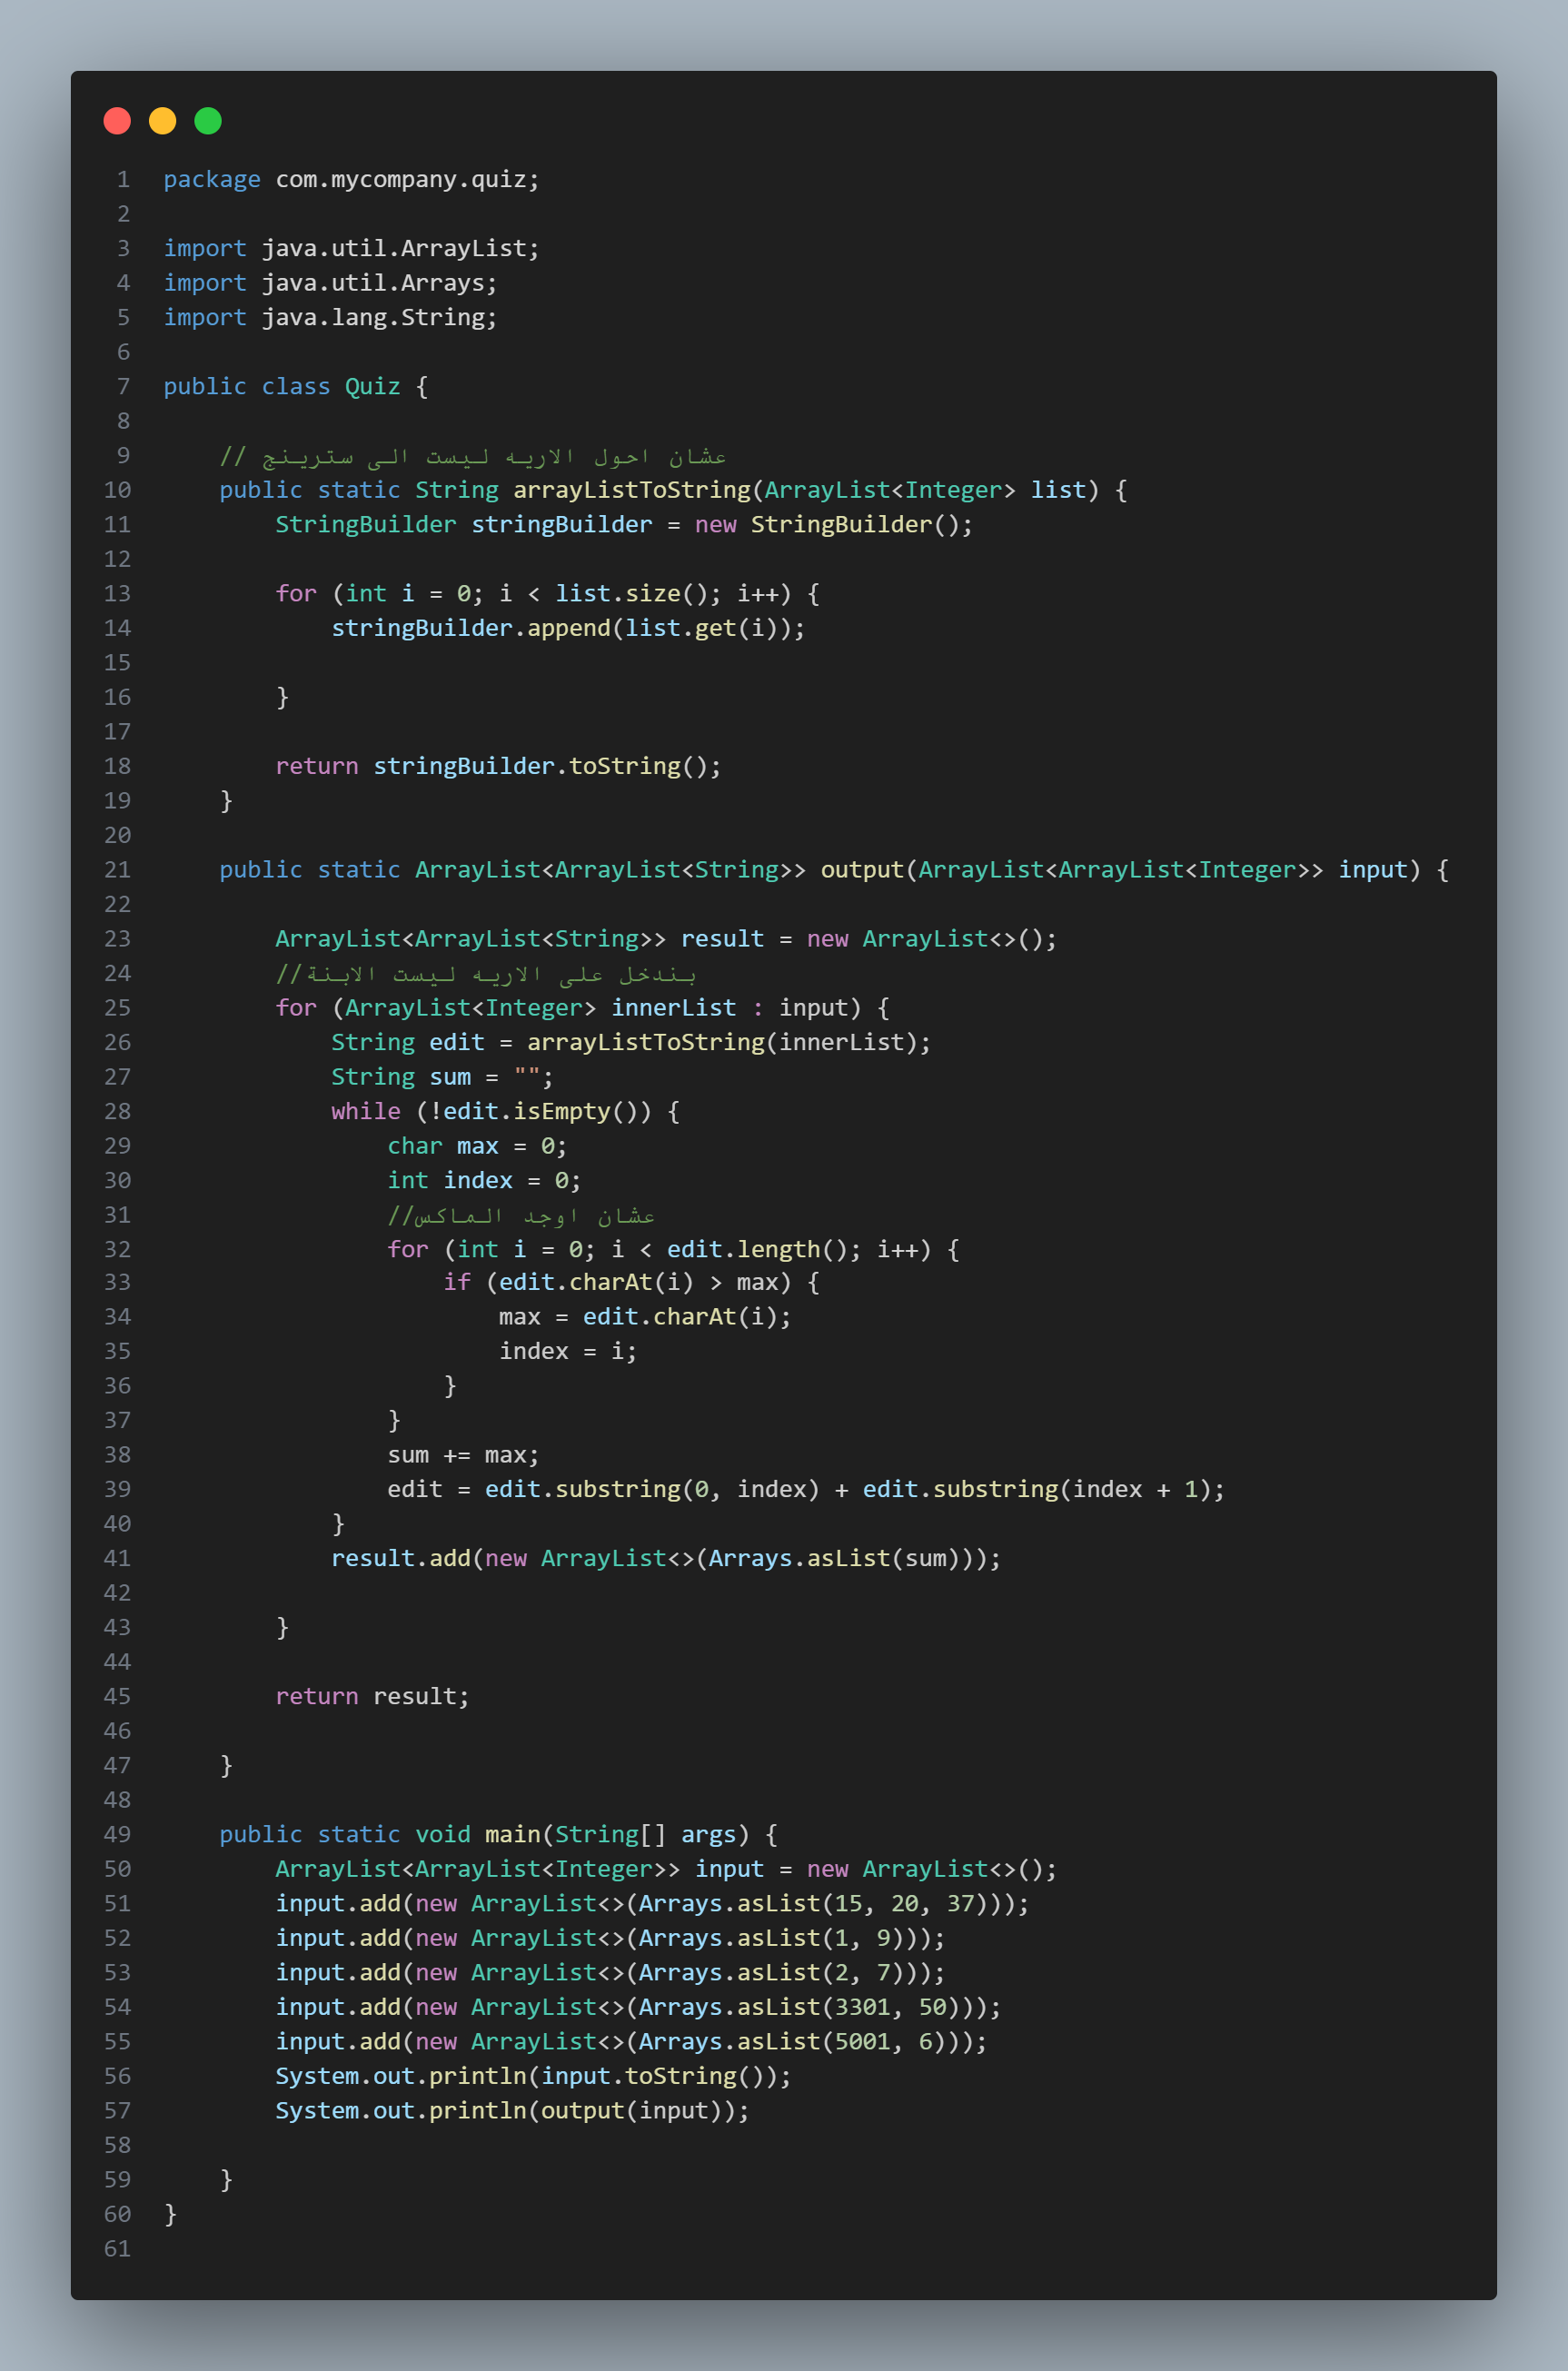 1 package com.mycompany.quiz;
2
3 import java.util.ArrayList;
4 import java.util.Arrays;
5 import java.lang.String;
6
7 public class Quiz {
8
9     // عشان احول الاريه ليست الى سترينج
10     public static String arrayListToString(ArrayList<Integer> list) {
11         StringBuilder stringBuilder = new StringBuilder();
12
13         for (int i = 0; i < list.size(); i++) {
14             stringBuilder.append(list.get(i));
15
16         }
17
18         return stringBuilder.toString();
19     }
20
21     public static ArrayList<ArrayList<String>> output(ArrayList<ArrayList<Integer>> input) {
22
23         ArrayList<ArrayList<String>> result = new ArrayList<>();
24         //بندخل على الاريه ليست الابنة
25         for (ArrayList<Integer> innerList : input) {
26             String edit = arrayListToString(innerList);
27             String sum = "";
28             while (!edit.isEmpty()) {
29                 char max = 0;
30                 int index = 0;
31                 //عشان اوجد الماكس
32                 for (int i = 0; i < edit.length(); i++) {
33                     if (edit.charAt(i) > max) {
34                         max = edit.charAt(i);
35                         index = i;
36                     }
37                 }
38                 sum += max;
39                 edit = edit.substring(0, index) + edit.substring(index + 1);
40             }
41             result.add(new ArrayList<>(Arrays.asList(sum)));
42
43         }
44
45         return result;
46
47     }
48
49     public static void main(String[] args) {
50         ArrayList<ArrayList<Integer>> input = new ArrayList<>();
51         input.add(new ArrayList<>(Arrays.asList(15, 20, 37)));
52         input.add(new ArrayList<>(Arrays.asList(1, 9)));
53         input.add(new ArrayList<>(Arrays.asList(2, 7)));
54         input.add(new ArrayList<>(Arrays.asList(3301, 50)));
55         input.add(new ArrayList<>(Arrays.asList(5001, 6)));
56         System.out.println(input.toString());
57         System.out.println(output(input));
58
59     }
60 }
61